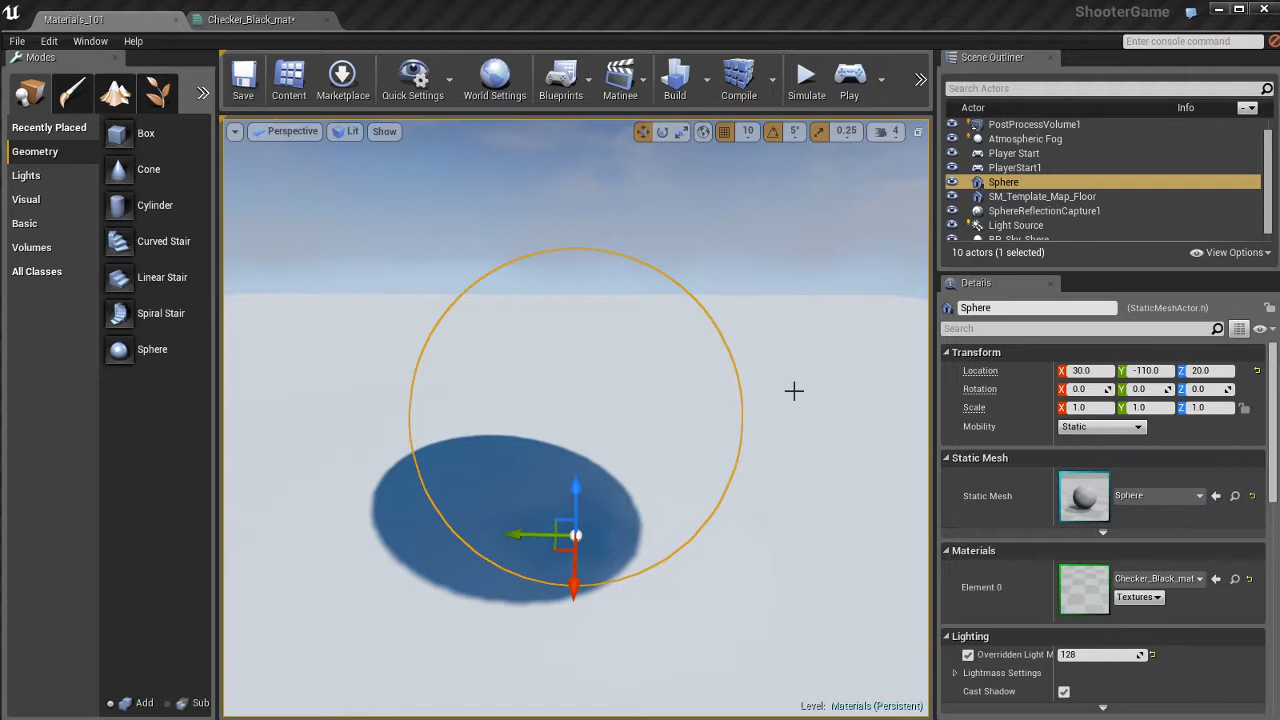 Materials_101
Checker_Black_mat*
ShooterGame
File Edit Window Help
Enter console command
Modes
Recently Placed
Geometry
Lights
Visual
Basic
Volumes
All Classes
Box
Cone
Cylinder
Curved Stair
Linear Stair
Spiral Stair
Sphere
Add
Sub
Save
Content
Marketplace
Quick Settings
World Settings
Blueprints
Matinee
Build
Compile
Simulate
Play
Perspective
Lit
Show
10
5°
0.25
4
Level: Materials (Persistent)
Scene Outliner
Search Actors
Actor Info
PostProcessVolume1
Atmospheric Fog
Player Start
PlayerStart1
Sphere
SM_Template_Map_Floor
SphereReflectionCapture1
Light Source
BP_Sky_Sphere
10 actors (1 selected)
View Options
Details
Sphere
(StaticMeshActor.h)
Search
Transform
Location X 30.0 Y -110.0 Z 20.0
Rotation X 0.0 Y 0.0 Z 0.0
Scale X 1.0 Y 1.0 Z 1.0
Mobility Static
Static Mesh
Static Mesh Sphere
Materials
Element 0 Checker_Black_mat
Textures
Lighting
Overridden Light M 128
Lightmass Settings
Cast Shadow